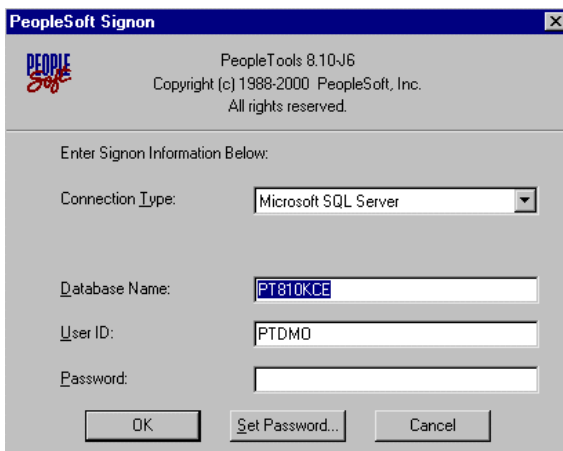 PeopleSoft Signon
PEOPLE
Soft
PeopleTools 8.10-J6
Copyright (c) 1988-2000 PeopleSoft, Inc.
All rights reserved.
Enter Signon Information Below:
Connection Type: Microsoft SQL Server
Database Name: PT810KCE
User ID: PTDMO
Password:
OK Set Password... Cancel